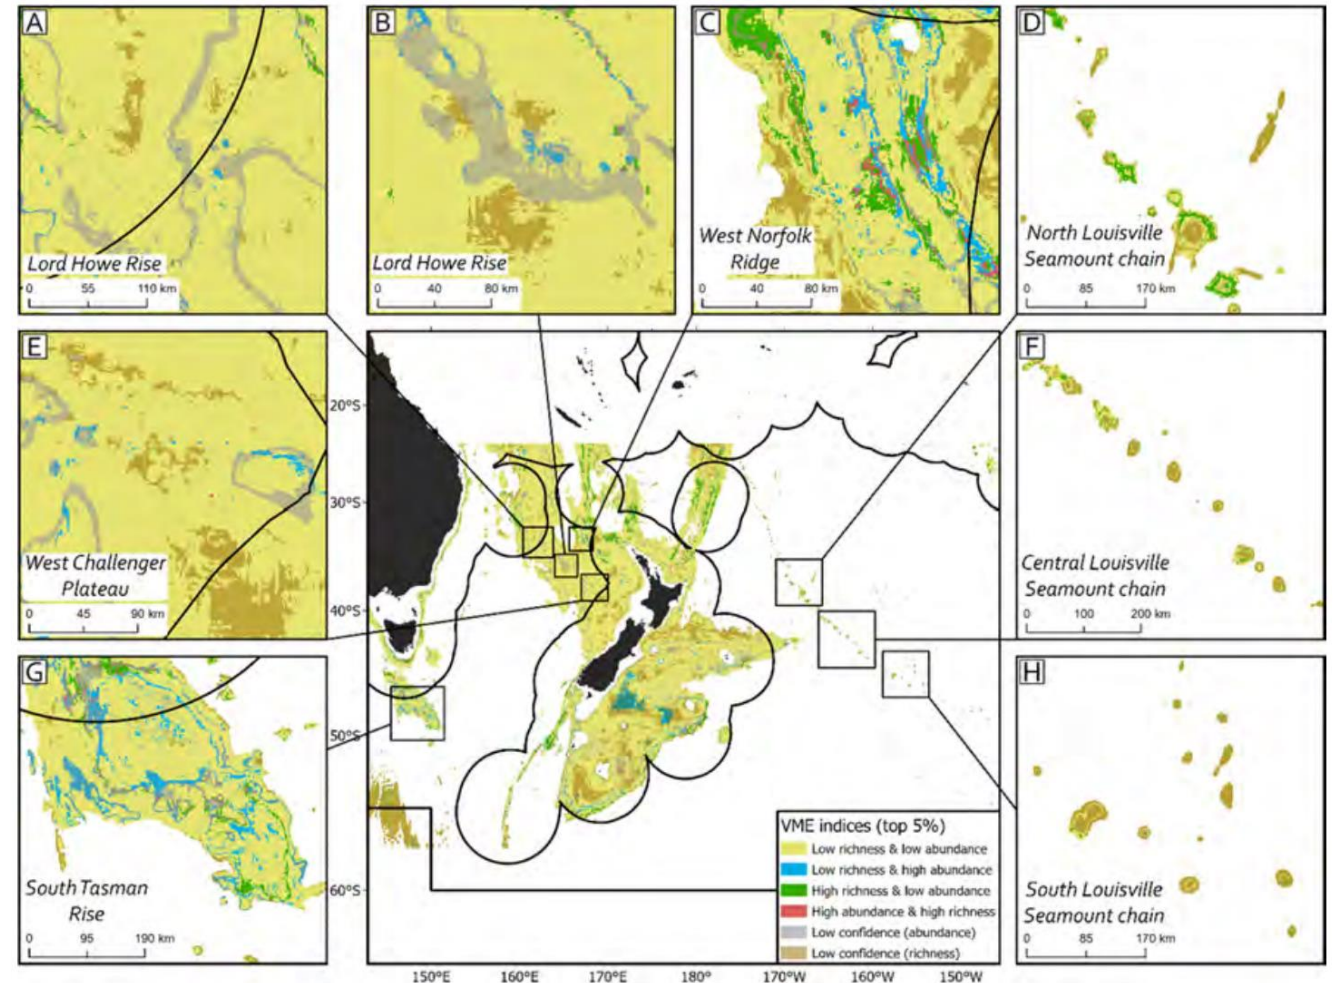 A
Lord Howe Rise
0 55 110 km
B
Lord Howe Rise
0 40 80 km
C
West Norfolk
Ridge
0 40 80 km
D
North Louisville
Seamount chain
0 85 170 km
E
West Challenger
Plateau
0 45 90 km
20°S
30°S
40°S
50°S
60°S
150°E
160°E
170°E
180°
170°W
160°W
150°W
VME indices (top 5%)
Low richness & low abundance
Low richness & high abundance
High richness & low abundance
High abundance & high richness
Low confidence (abundance)
Low confidence (richness)
F
Central Louisville
Seamount chain
0 100 200 km
G
South Tasman
Rise
0 95 190 km
H
South Louisville
Seamount chain
0 85 170 km